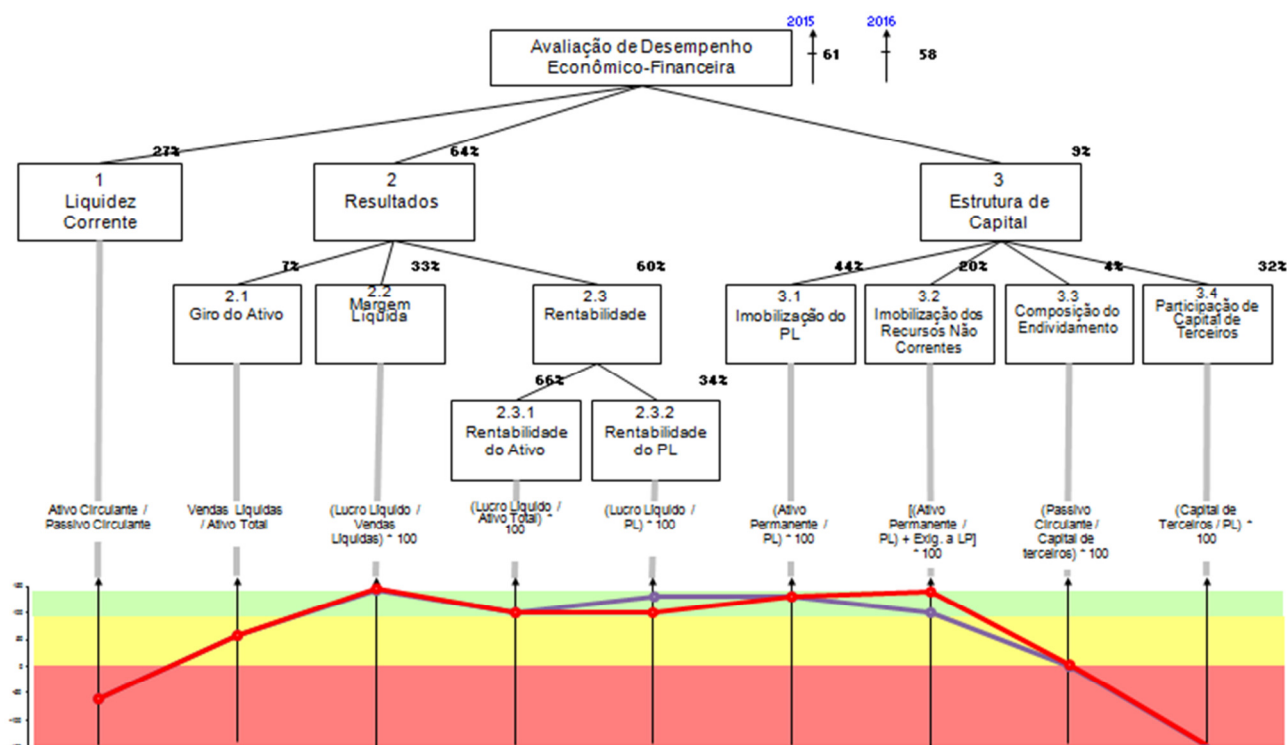 2015
2016
Avaliação de Desempenho
Econômico-Financeira
61
58
27%
64%
9%
1
Liquidez
Corrente
2
Resultados
3
Estrutura de
Capital
7%
33%
60%
44%
20%
4%
32%
2.1
Giro do Ativo
2.2
Margem
Líquida
2.3
Rentabilidade
3.1
Imobilização do
PL
3.2
Imobilização dos
Recursos Não
Correntes
3.3
Composição do
Endividamento
3.4
Participação de
Capital de
Terceiros
66%
34%
2.3.1
Rentabilidade
do Ativo
2.3.2
Rentabilidade
do PL
Ativo Circulante /
Passivo Circulante
Vendas Líquidas
/ Ativo Total
(Lucro Líquido /
Vendas
Líquidas) * 100
(Lucro Líquido /
Ativo Total) *
100
(Lucro Líquido /
PL) * 100
(Ativo
Permanente /
PL) * 100
[(Ativo
Permanente /
PL) + Exig. a LP]
* 100
(Passivo
Circulante /
Capital de
terceiros) * 100
(Capital de
Terceiros / PL) *
100